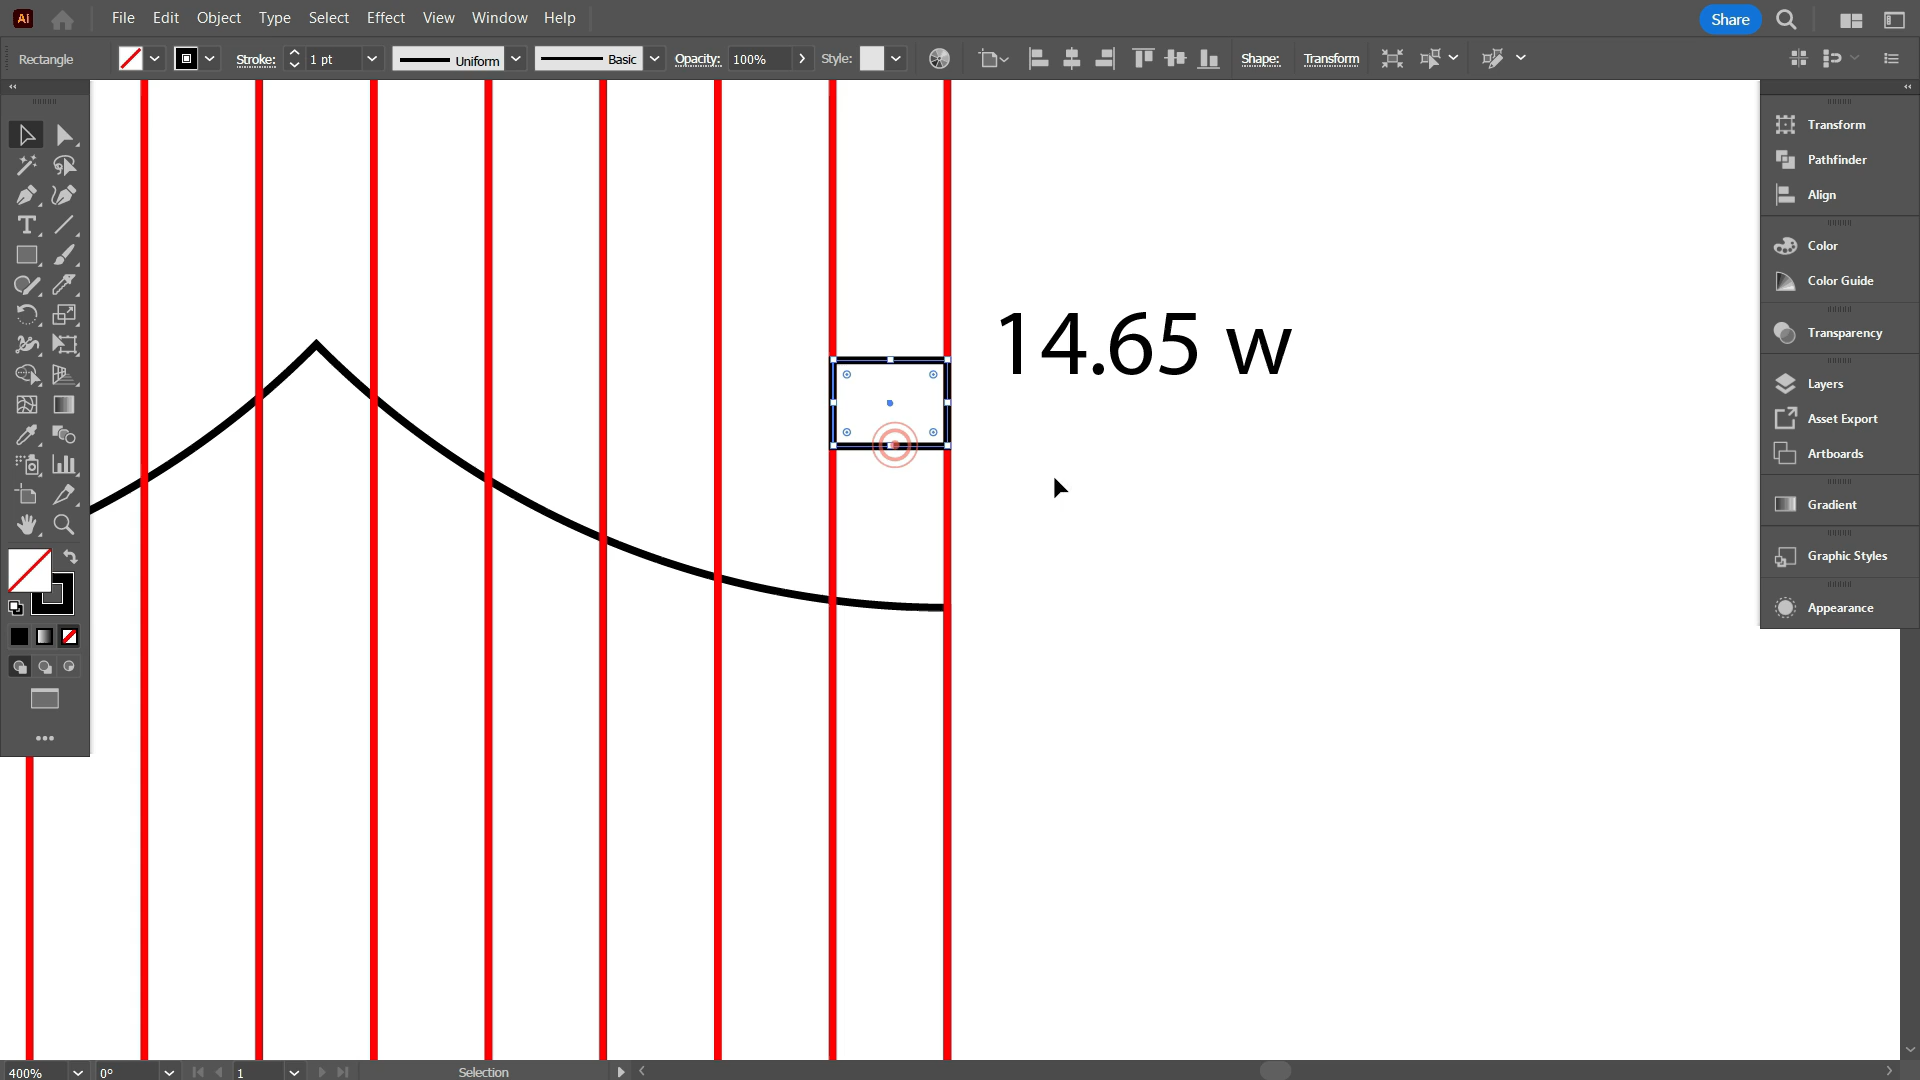 Ai File Edit Object Type Select Effect View Window Help Share
Rectangle Stroke: 1 pt Uniform Basic Opacity: 100% Style: Shape: Transform
Transform
Pathfinder
Align
Color
Color Guide
Transparency
Layers
Asset Export
Artboards
Gradient
Graphic Styles
Appearance
14.65 w
400% 0° 1 Selection